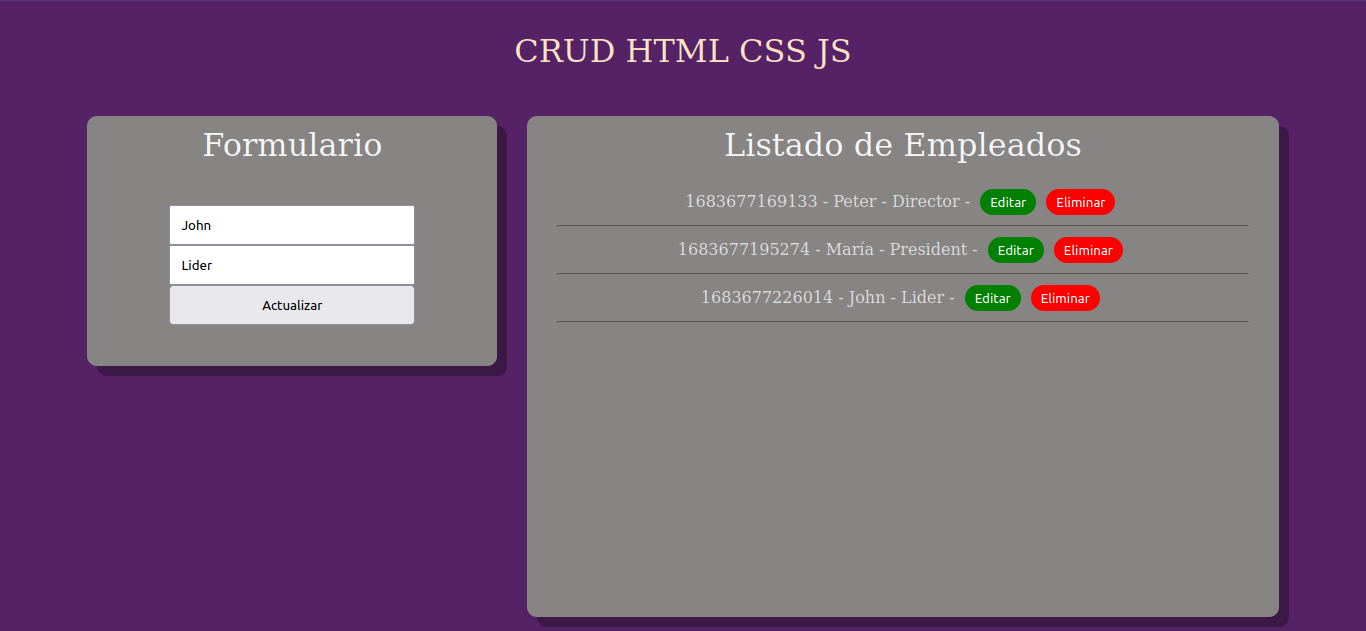 CRUD HTML CSS JS
Formulario
John
Lider
Actualizar
Listado de Empleados
1683677169133 - Peter - Director - Editar Eliminar
1683677195274 - María - President - Editar Eliminar
1683677226014 - John - Lider - Editar Eliminar